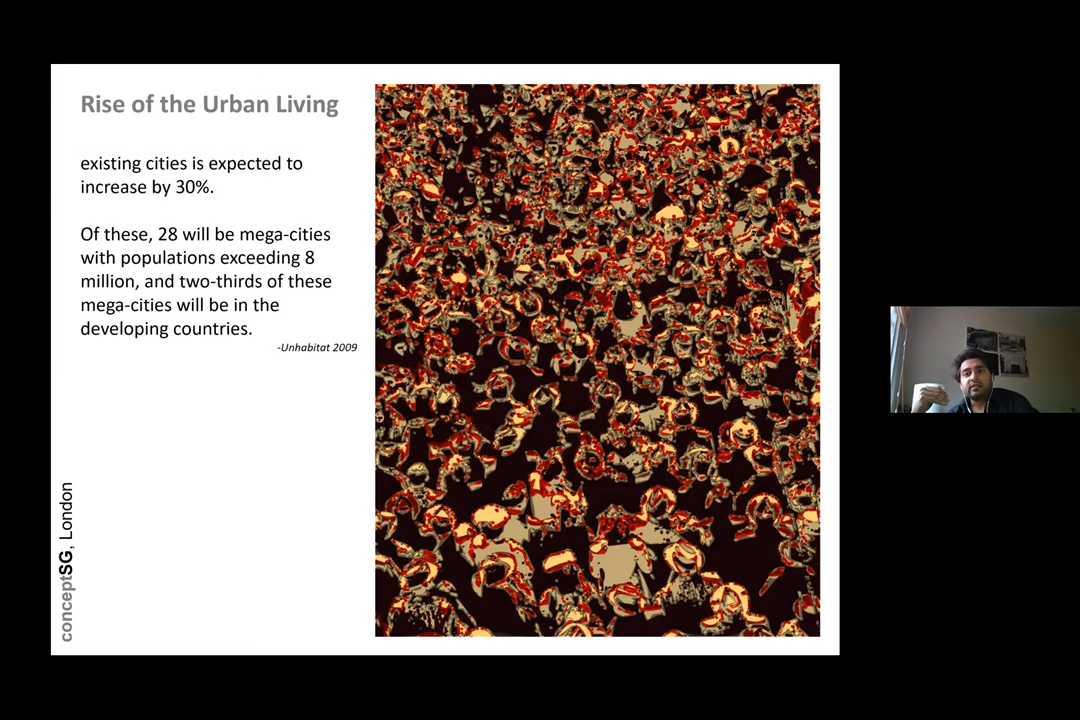 Rise of the Urban Living
existing cities is expected to
increase by 30%.
Of these, 28 will be mega-cities
with populations exceeding 8
million, and two-thirds of these
mega-cities will be in the
developing countries.
-Unhabitat 2009
conceptSG, London